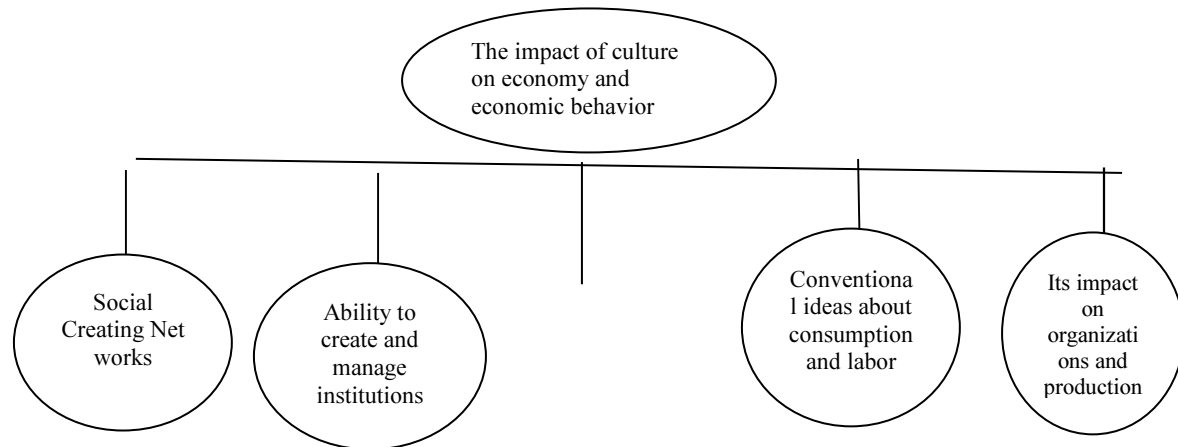 The impact of culture
on economy and
economic behavior
Social
Creating Net
works
Ability to
create and
manage
institutions
Conventiona
l ideas about
consumption
and labor
Its impact
on
organizati
ons and
production